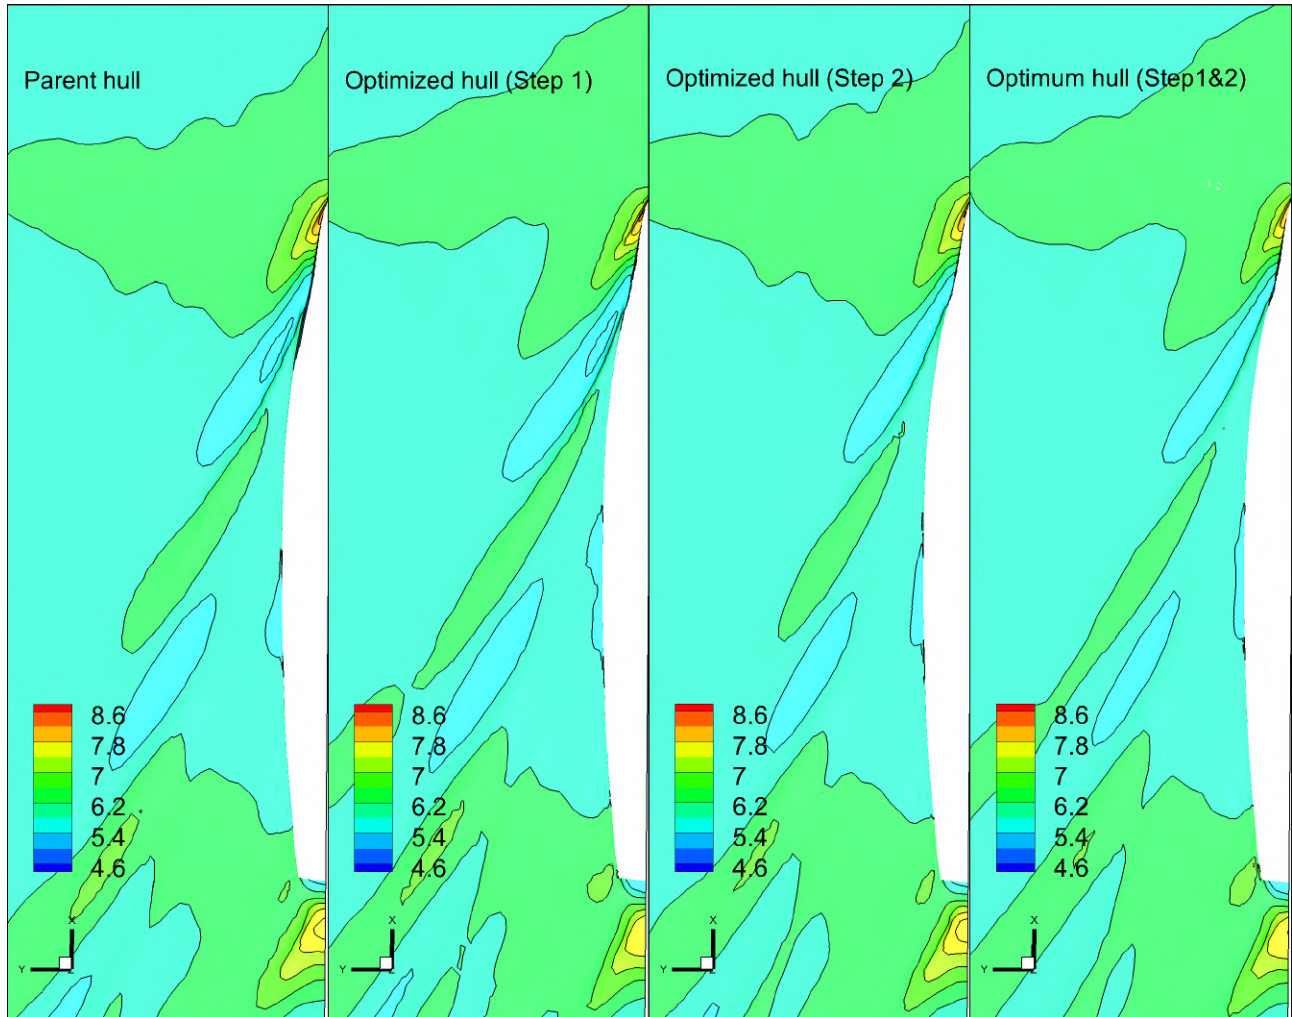 Parent hull
Optimized hull (Step 1)
Optimized hull (Step 2)
Optimum hull (Step1&2)
8.6
7.8
7
6.2
5.4
4.6
X
Y
Z
8.6
7.8
7
6.2
5.4
4.6
X
Y
Z
8.6
7.8
7
6.2
5.4
4.6
X
Y
Z
8.6
7.8
7
6.2
5.4
4.6
X
Y
Z